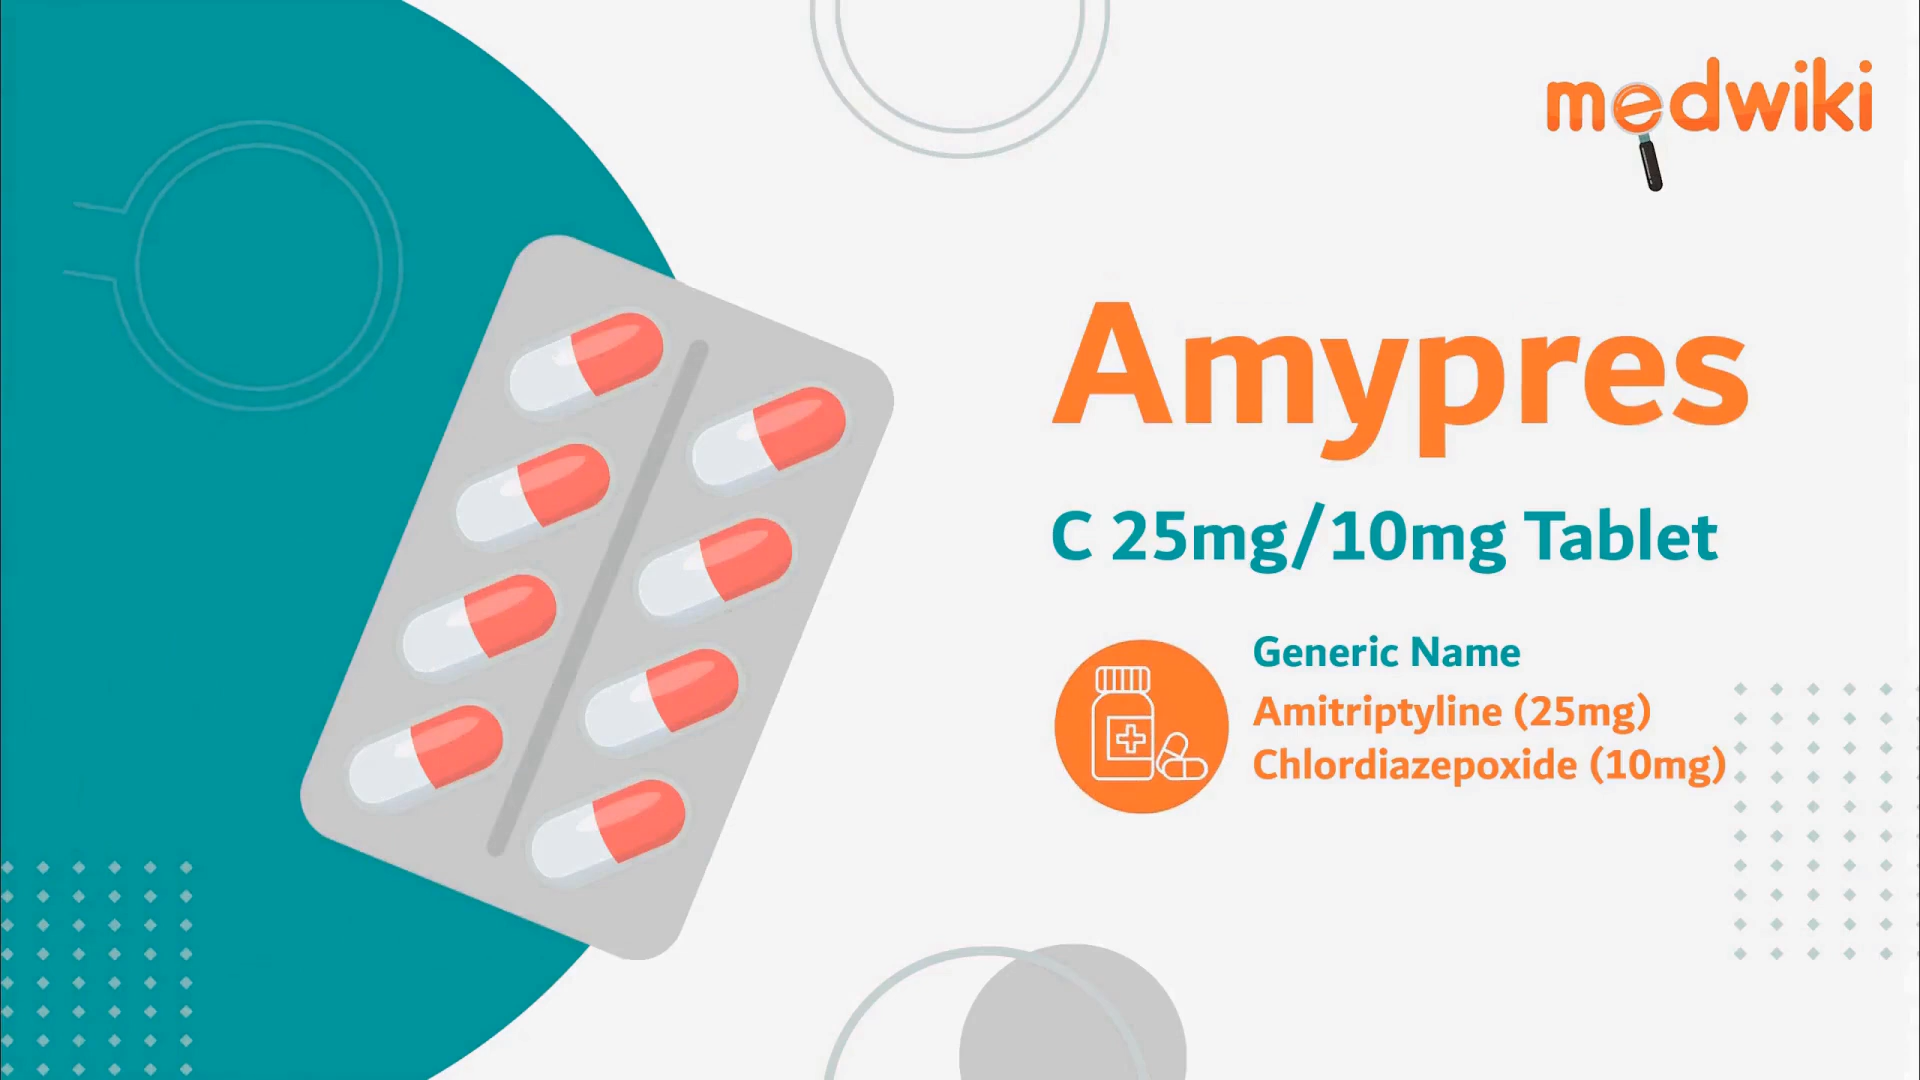 medwiki
Amypres
C 25mg/10mg Tablet
Generic Name
Amitriptyline (25mg)
Chlordiazepoxide (10mg)